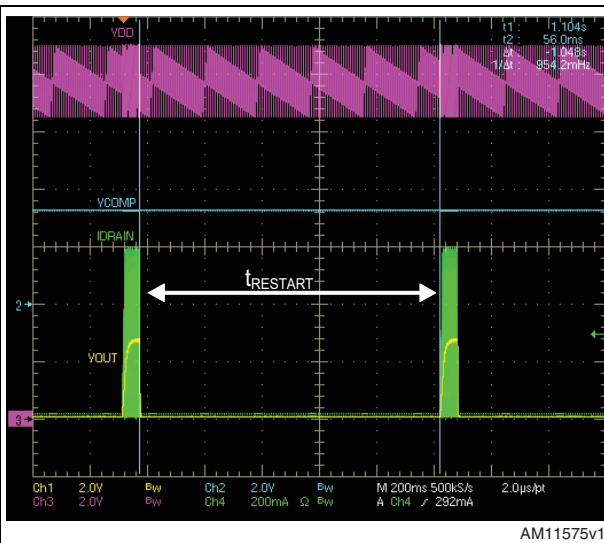 VDD
t1 : 1.104s
t2 : 56.0ms
Δt : -1.048s
1/Δt : 954.2mHz
VCOMP
IDRAIN
tRESTART
2
VOUT
3
Ch1 2.0V Bw Ch2 2.0V Bw M 200ms 500kS/s 2.0µs/pt
Ch3 2.0V Bw Ch4 200mA Ω Bw A Ch4 ∕ 292mA
AM11575v1